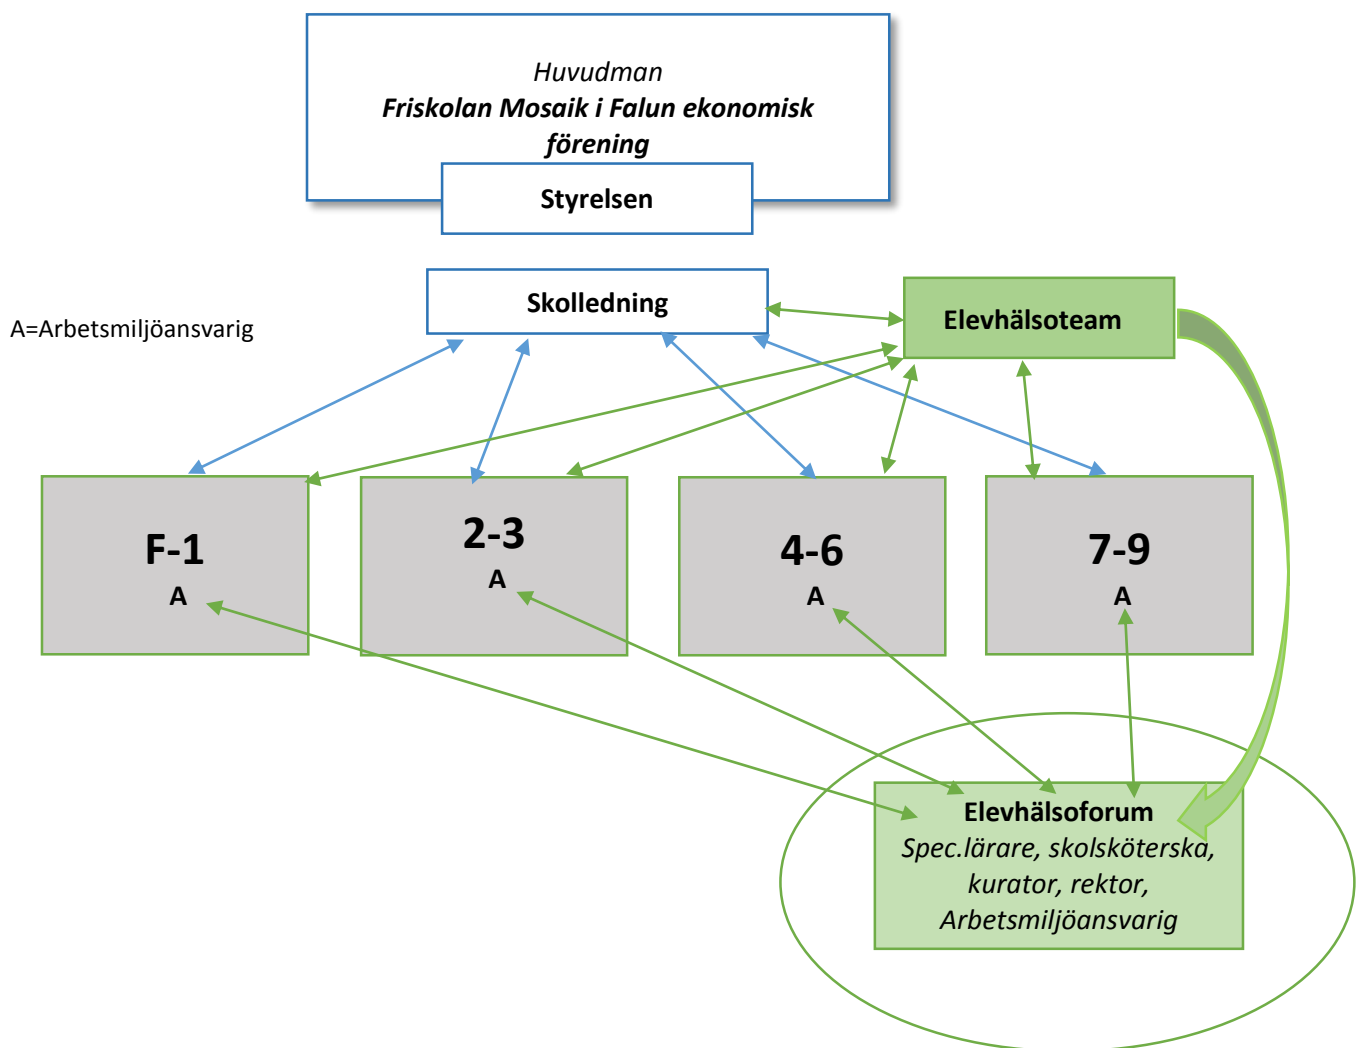 Huvudman
Friskolan Mosaik i Falun ekonomisk
förening
Styrelsen
Skolledning
Elevhälsoteam
A=Arbetsmiljöansvarig
F-1
A
2-3
A
4-6
A
7-9
A
Elevhälsoforum
Spec.lärare, skolsköterska,
kurator, rektor,
Arbetsmiljöansvarig